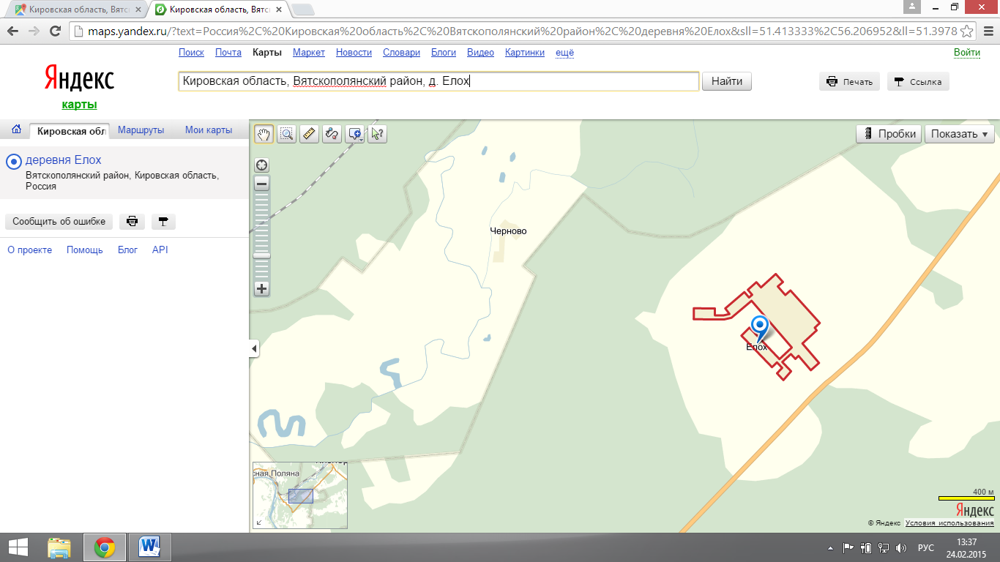 Кировская область, Вятс
Кировская область, Вятс
maps.yandex.ru/?text=Россия%2C%20Кировская%20область%2C%20Вятскополянский%20район%2C%20деревня%20Елох&sll=51.413333%2C56.206952&ll=51.3978
Поиск Почта Карты Маркет Новости Словари Блоги Видео Картинки ещё Войти
Яндекс
карты
Кировская область, Вятскополянский район, д. Елох
Найти
Печать
Ссылка
Кировская обл
Маршруты
Мои карты
деревня Елох
Вятскополянский район, Кировская область,
Россия
Сообщить об ошибке
О проекте Помощь Блог API
Пробки
Показать
Черново
Елох
сная Поляна
400 м
Яндекс
© Яндекс Условия использования
РУС
13:37
24.02.2015